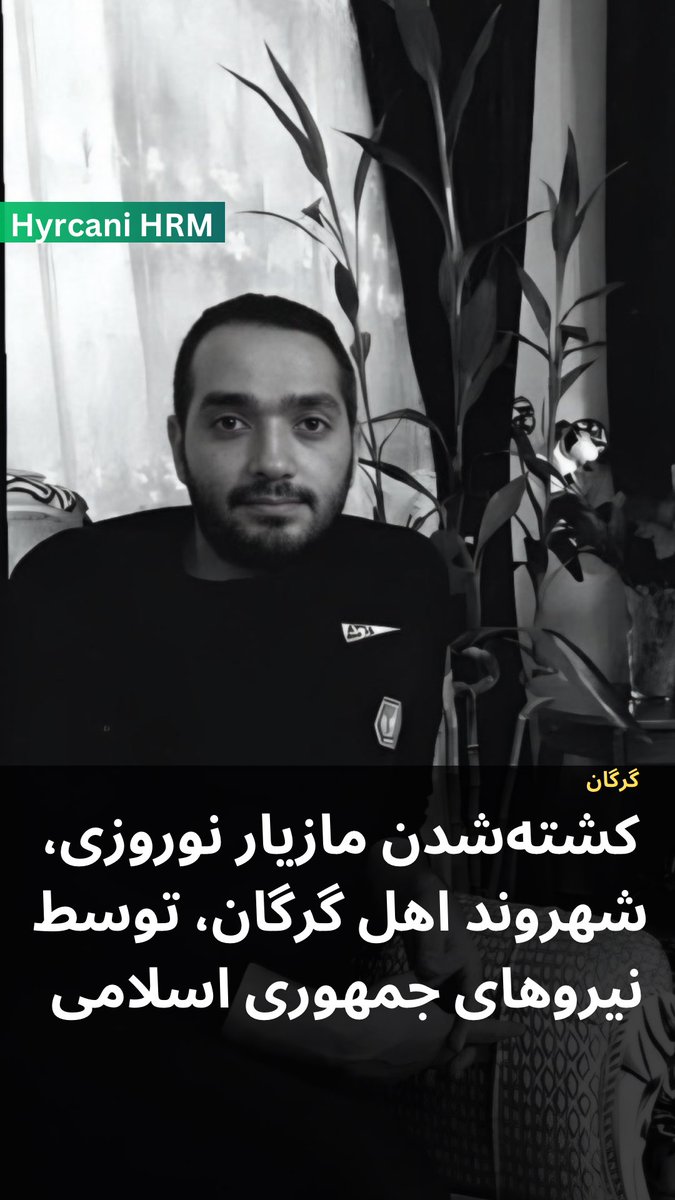 Hyrcani HRM
گرگان
کشته‌شدن مازیار نوروزی،
شهروند اهل گرگان، توسط
نیروهای جمهوری اسلامی